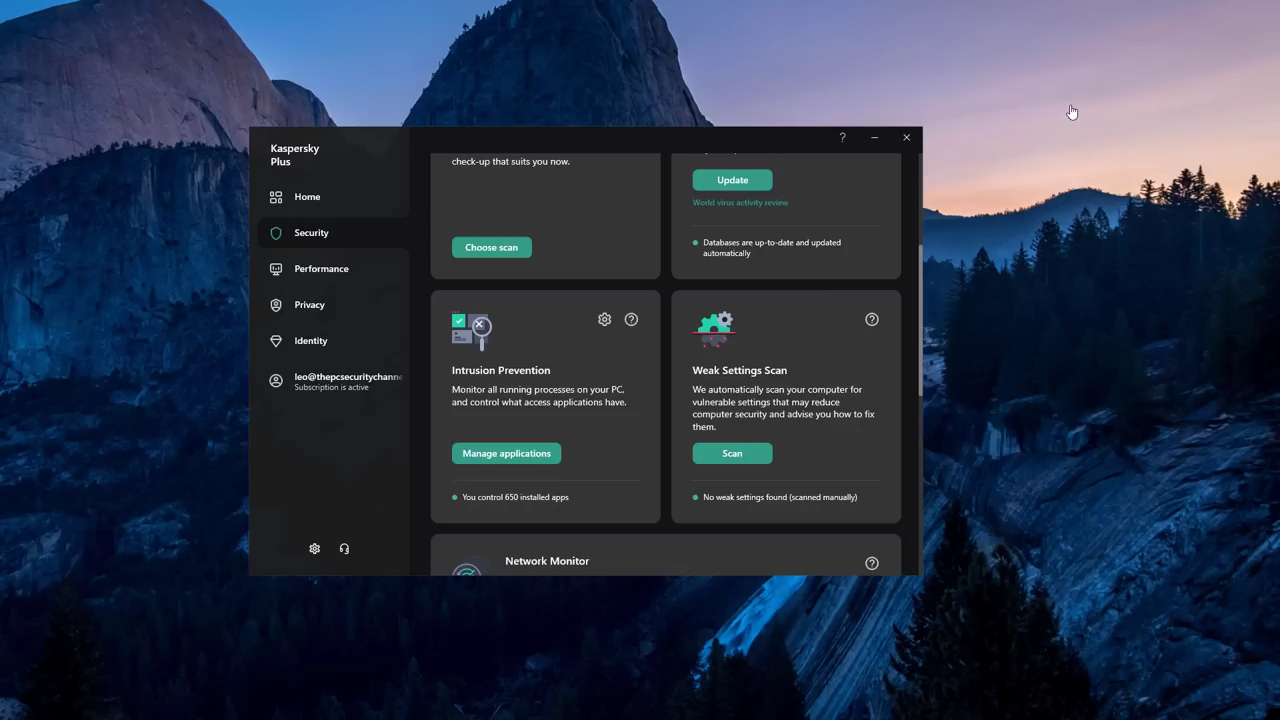 Kaspersky
Plus
Home
Security
Performance
Privacy
Identity
leo@thepcsecuritychann
Subscription is active
?
check-up that suits you now.
Choose scan
Update
World virus activity review
Databases are up-to-date and updated
automatically
Intrusion Prevention
Monitor all running processes on your PC,
and control what access applications have.
Manage applications
You control 650 installed apps
Weak Settings Scan
We automatically scan your computer for
vulnerable settings that may reduce
computer security and advise you how to fix
them.
Scan
No weak settings found (scanned manually)
Network Monitor